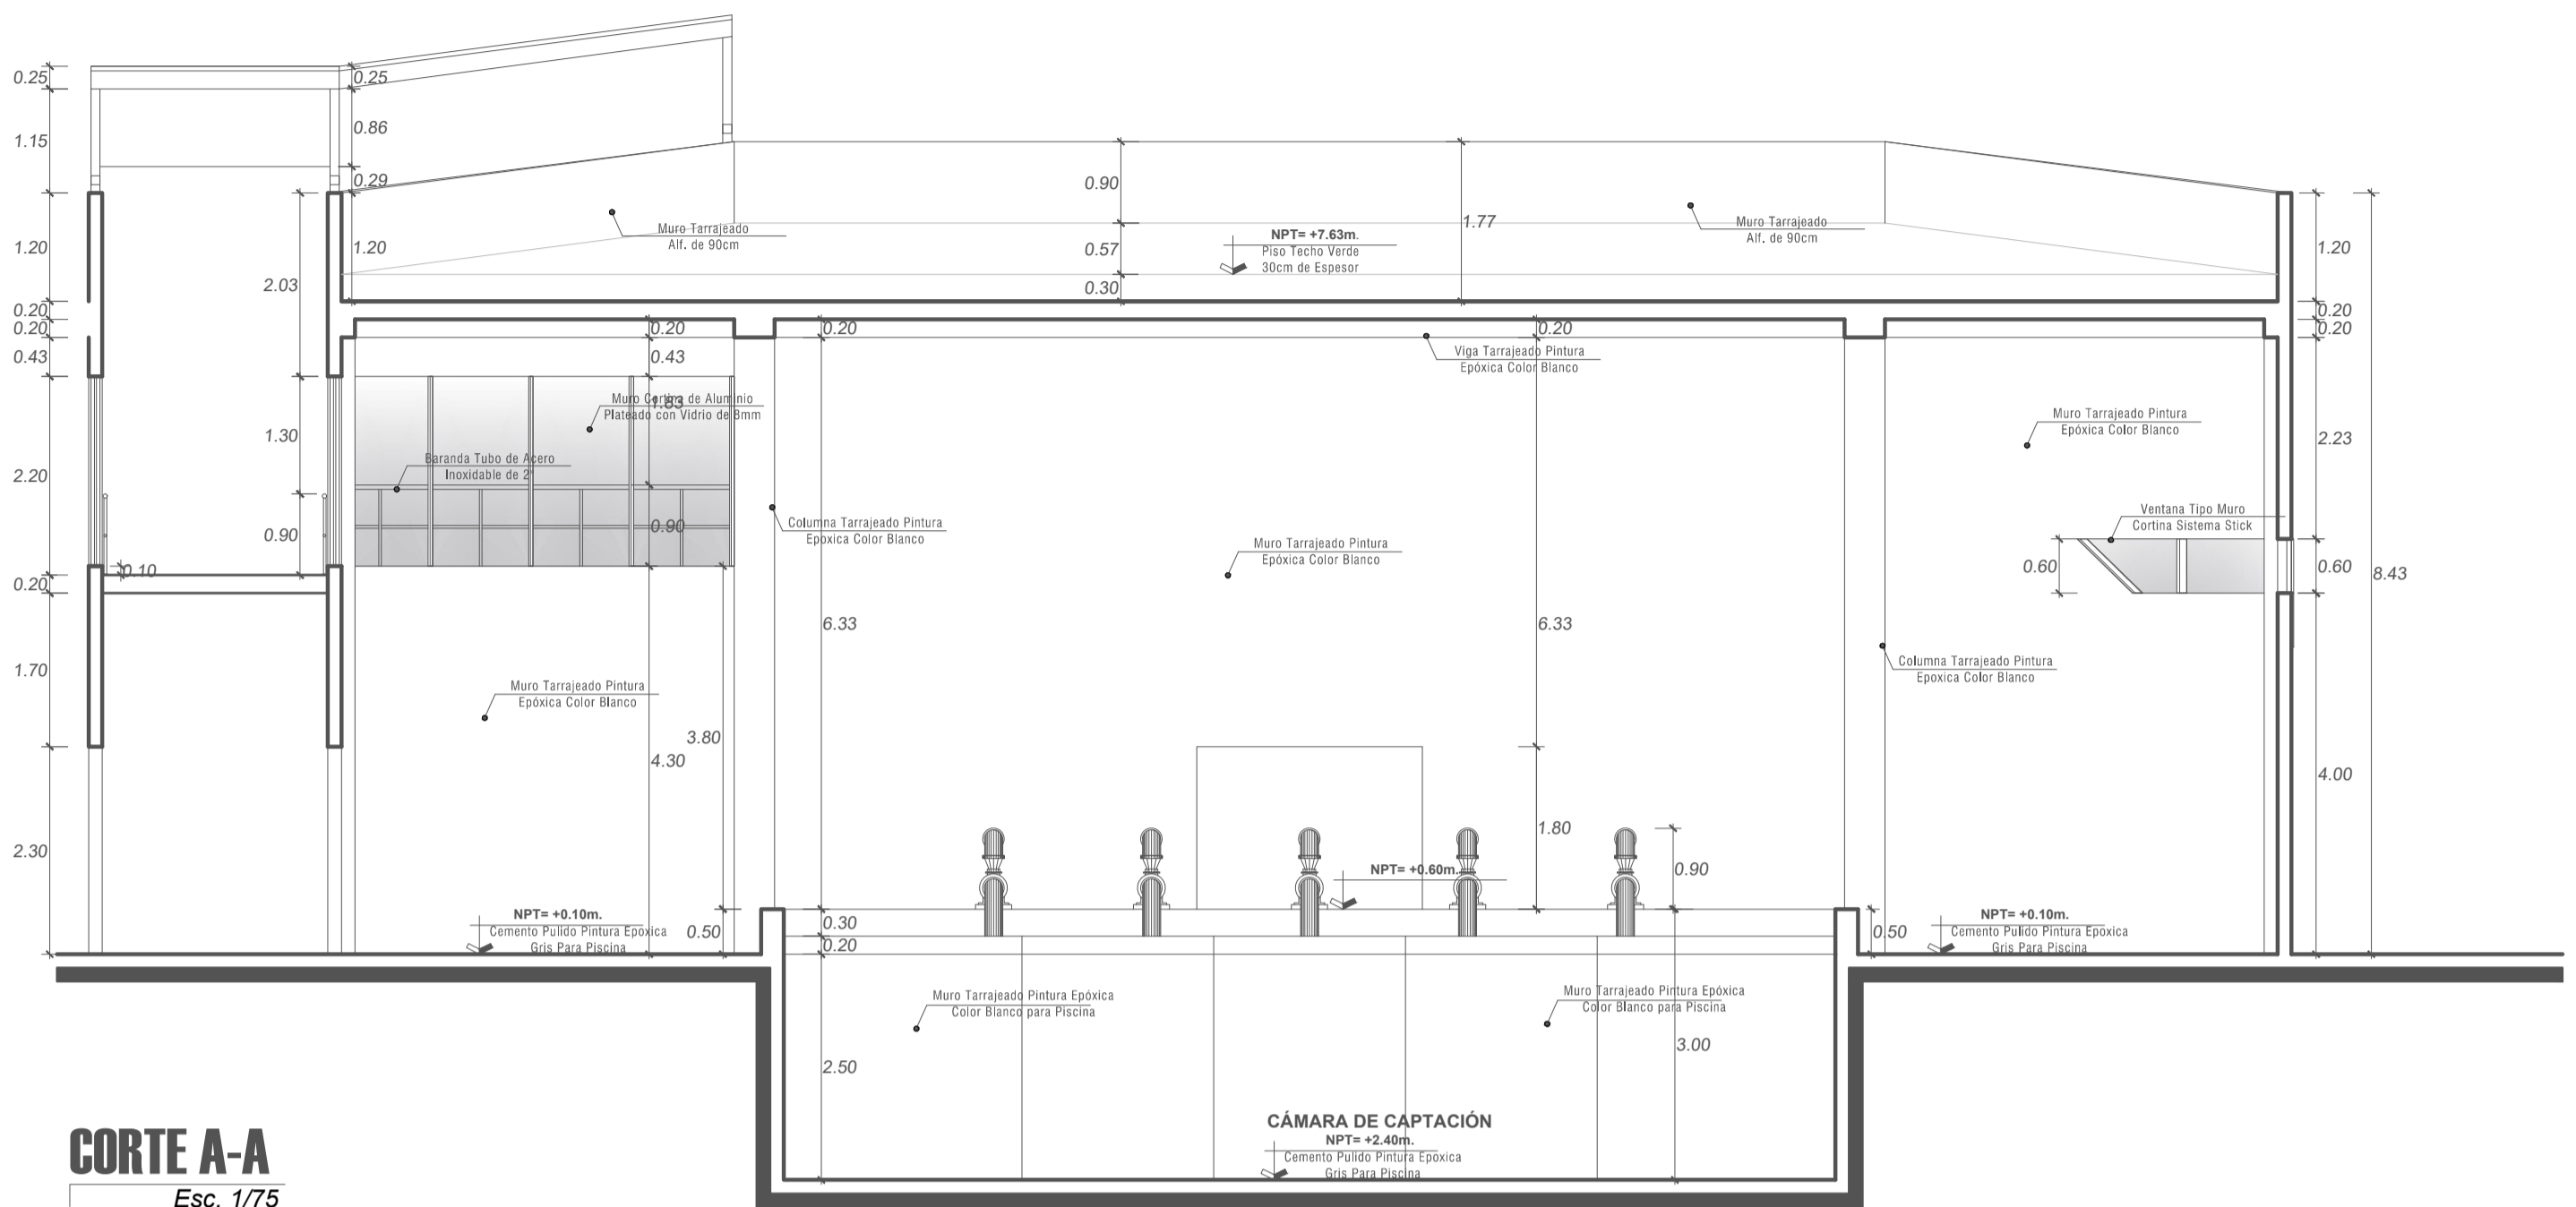 0.25
0.25
0.86
1.15
0.29
0.90
1.77
Muro Tarrajeado
Alf. de 90cm
NPT= +7.63m.
Piso Techo Verde
30cm de Espesor
Muro Tarrajeado
Alf. de 90cm
1.20
1.20
0.57
1.20
2.03
0.30
0.20
0.20
0.20
0.20
0.20
0.20
0.20
0.43
0.43
Viga Tarrajeado Pintura
Epóxica Color Blanco
Muro Cortina de Aluminio
Plateado con Vidrio de 8mm
1.83
Muro Tarrajeado Pintura
Epóxica Color Blanco
1.30
2.23
Baranda Tubo de Acero
Inoxidable de 2"
2.20
Ventana Tipo Muro
Cortina Sistema Stick
0.90
0.90
Columna Tarrajeado Pintura
Epoxica Color Blanco
Muro Tarrajeado Pintura
Epóxica Color Blanco
0.10
0.20
0.60
0.60
8.43
6.33
6.33
1.70
Columna Tarrajeado Pintura
Epoxica Color Blanco
Muro Tarrajeado Pintura
Epóxica Color Blanco
3.80
4.30
4.00
1.80
2.30
NPT= +0.60m.
0.90
NPT= +0.10m.
Cemento Pulido Pintura Epoxica
Gris Para Piscina
0.50
0.30
0.20
0.50
NPT= +0.10m.
Cemento Pulido Pintura Epoxica
Gris Para Piscina
Muro Tarrajeado Pintura Epóxica
Color Blanco para Piscina
Muro Tarrajeado Pintura Epóxica
Color Blanco para Piscina
2.50
3.00
CÁMARA DE CAPTACIÓN
NPT= +2.40m.
Cemento Pulido Pintura Epoxica
Gris Para Piscina
CORTE A-A
Esc. 1/75